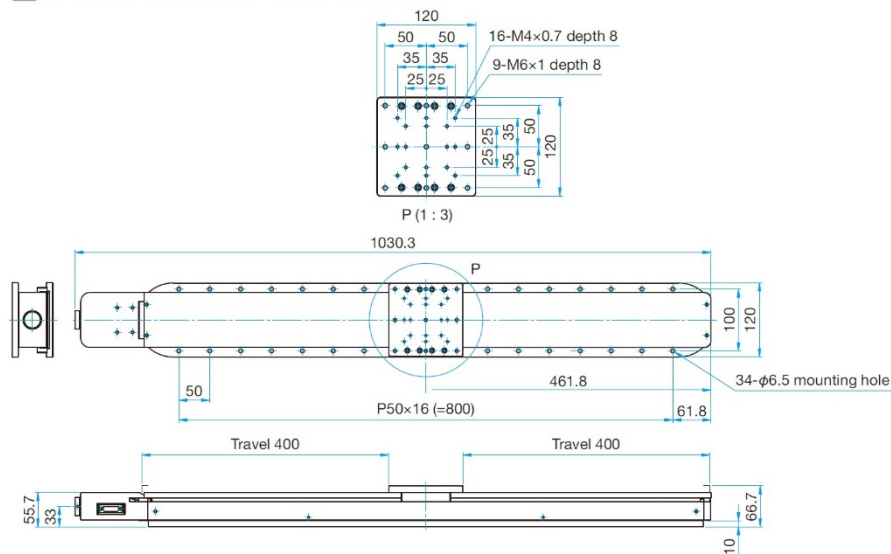 120
50 50
16-M4×0.7 depth 8
35 35
9-M6×1 depth 8
25 25
25 35 50
120
25 35 50
P (1 : 3)
1030.3
P
100 120
461.8
34-ϕ6.5 mounting hole
50
P50×16 (=800)
61.8
Travel 400 Travel 400
55.7
33
66.7
10